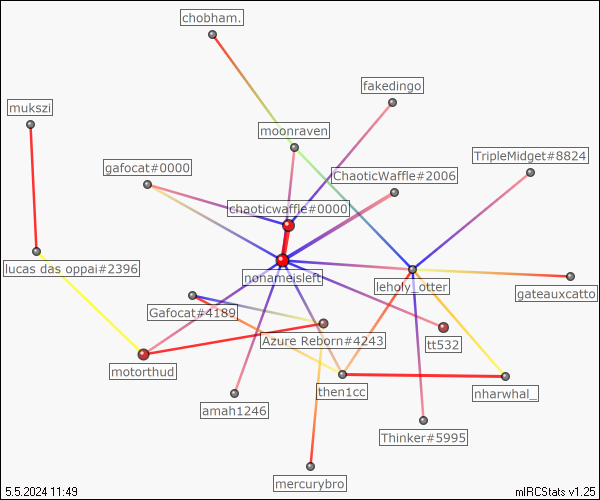 chobham.
fakedingo
mukszi
moonraven
TripleMidget#8824
gafocat#0000
ChaoticWaffle#2006
chaoticwaffle#0000
lucas das oppai#2396
nonameisleft
leholy_otter
gateauxcatto
Gafocat#4189
Azure Reborn#4243
tt532
motorthud
then1cc
nharwhal_
amah1246
Thinker#5995
mercurybro
5.5.2024 11:49
mIRCStats v1.25